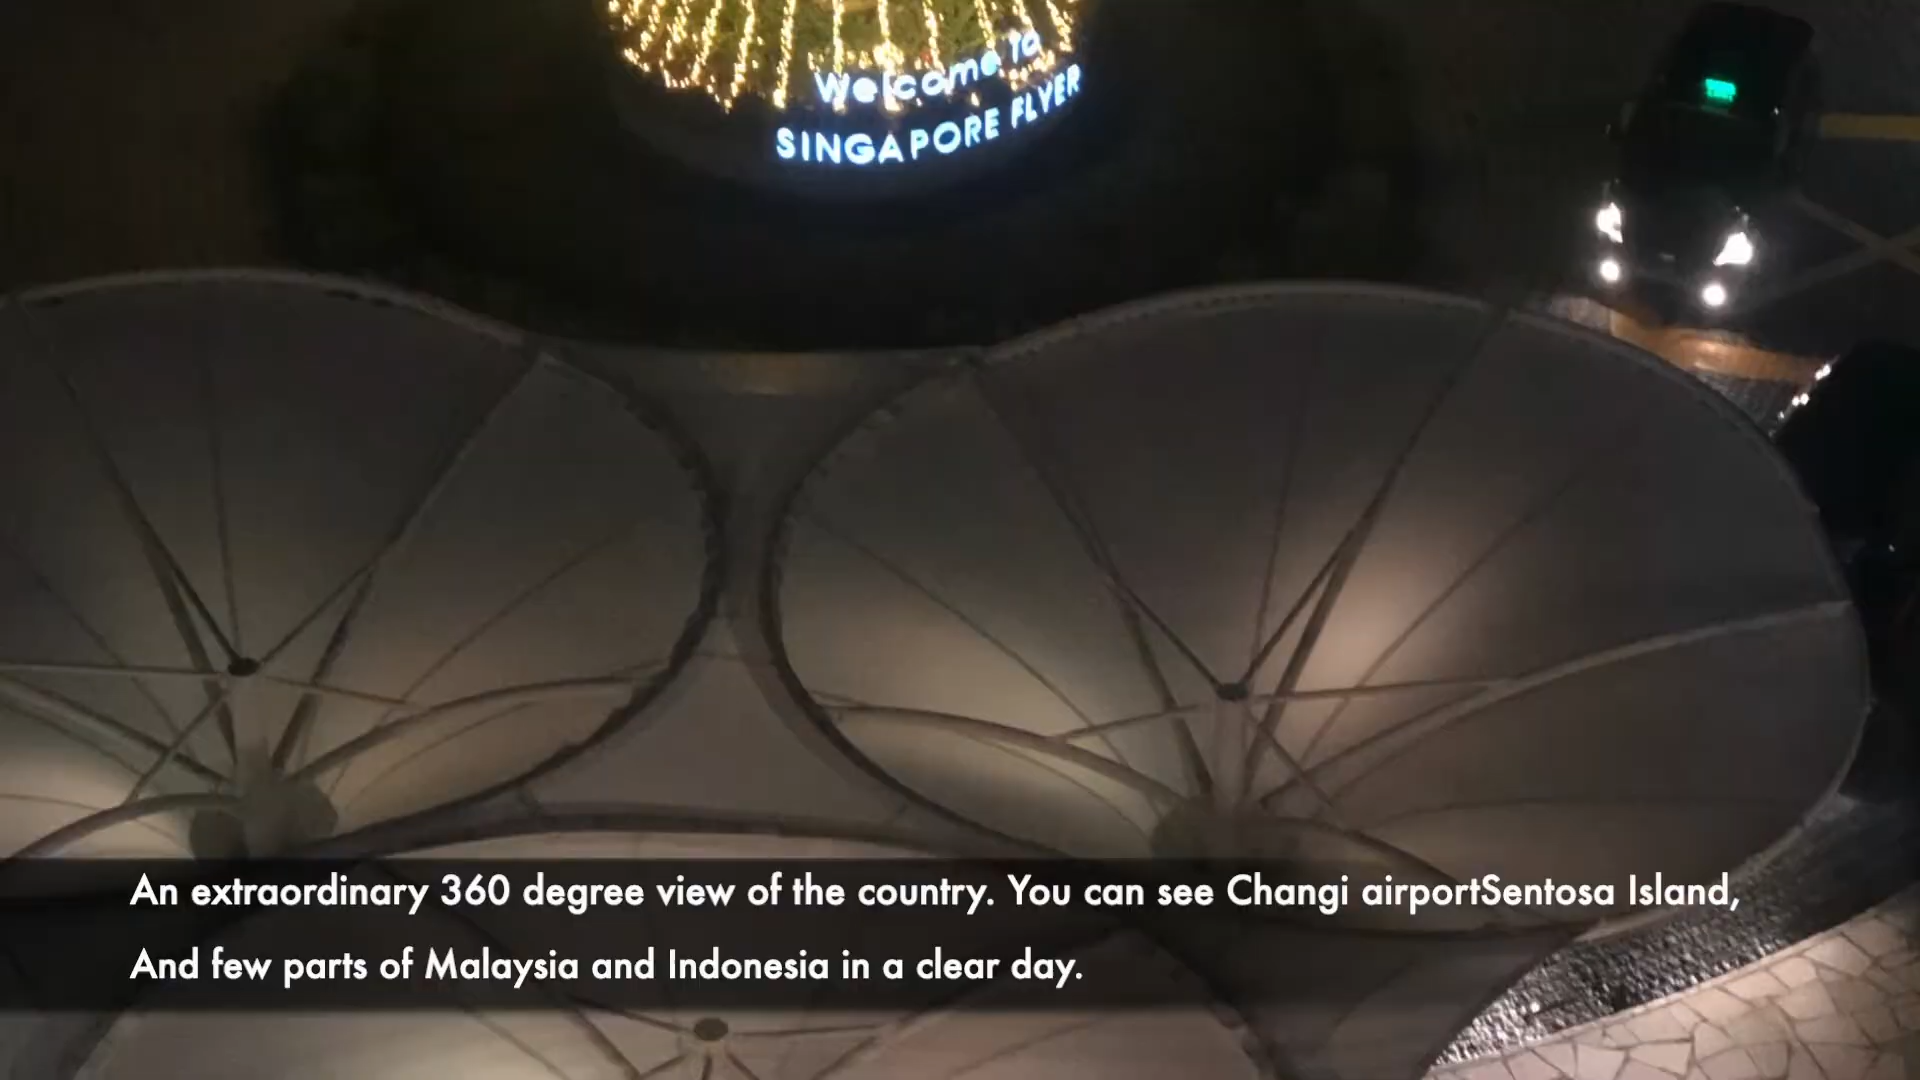 Welcome to
SINGAPORE FLYER
An extraordinary 360 degree view of the country. You can see Changi airportSentosa Island,
And few parts of Malaysia and Indonesia in a clear day.